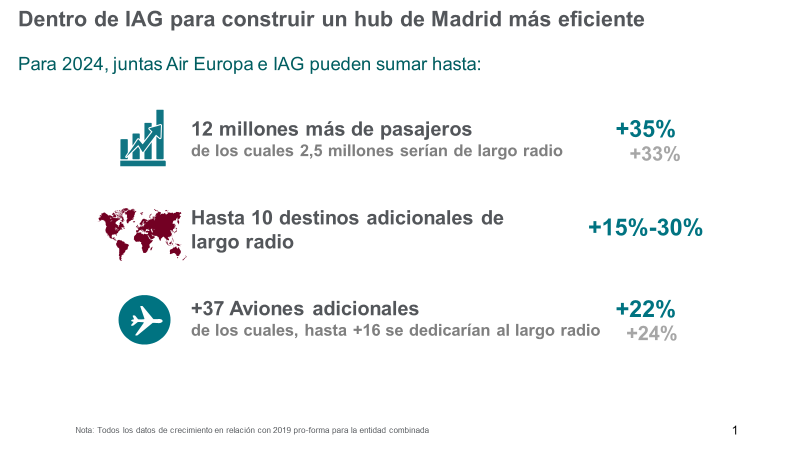 Dentro de IAG para construir un hub de Madrid más eficiente
Para 2024, juntas Air Europa e IAG pueden sumar hasta:
12 millones más de pasajeros
+35%
de los cuales 2,5 millones serían de largo radio
+33%
Hasta 10 destinos adicionales de
largo radio
+15%-30%
+37 Aviones adicionales
+22%
de los cuales, hasta +16 se dedicarían al largo radio
+24%
Nota: Todos los datos de crecimiento en relación con 2019 pro-forma para la entidad combinada
1